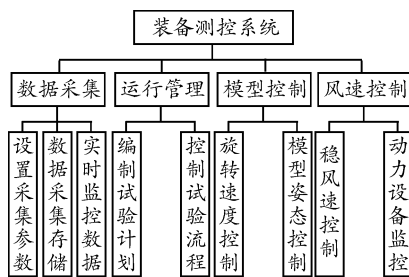 装备测控系统
数据采集
运行管理
模型控制
风速控制
设置采集参数
数据采集存储
实时监控数据
编制试验计划
控制试验流程
旋转速度控制
模型姿态控制
稳风速控制
动力设备监控